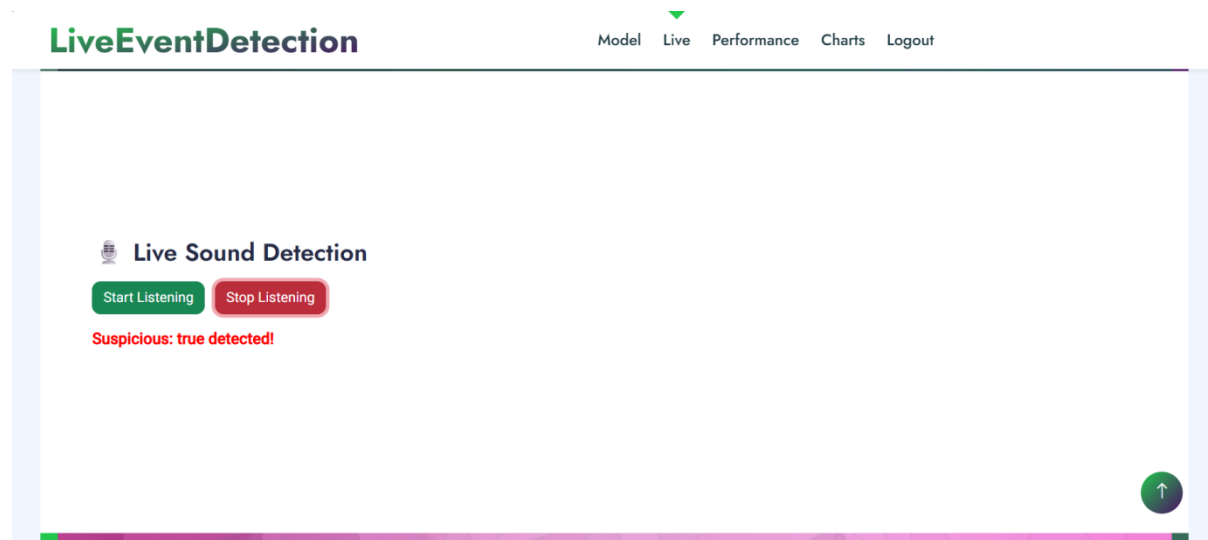 LiveEventDetection
Model Live Performance Charts Logout
Live Sound Detection
Start Listening Stop Listening
Suspicious: true detected!